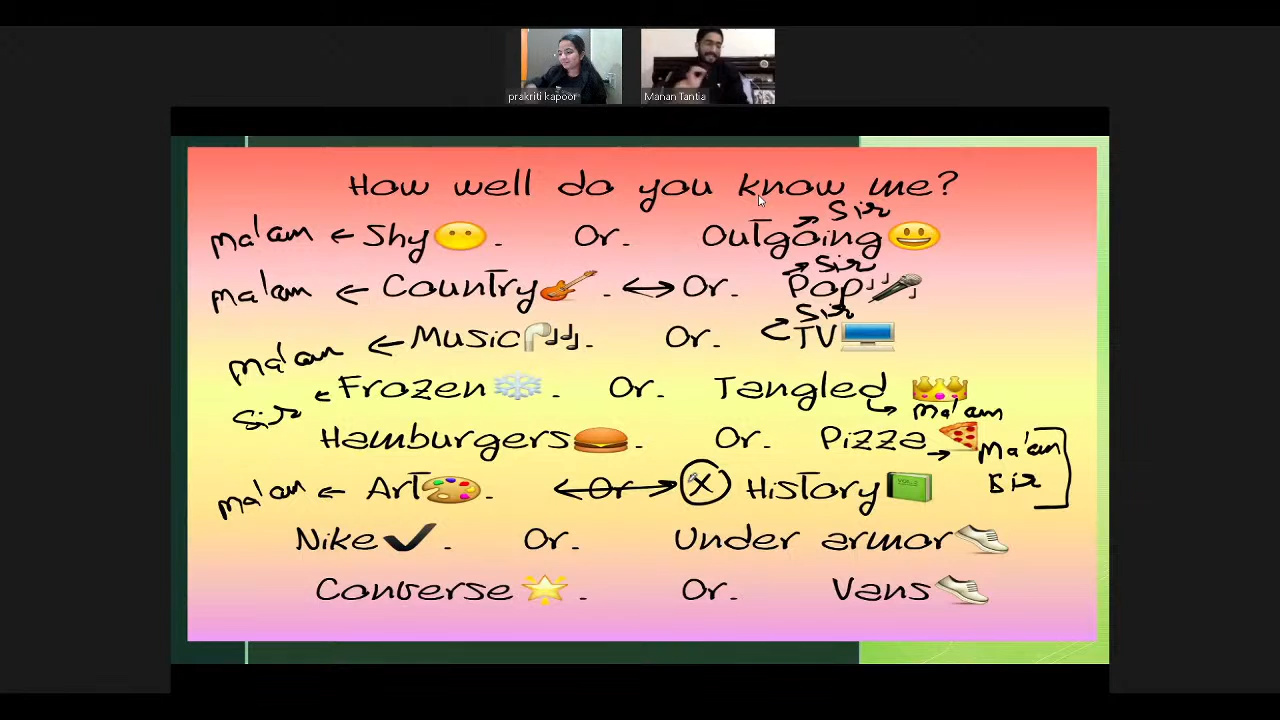 prakriti kapoor
Manan Tantia
How well do you know me?
Sir
Ma'am ← Shy . Or. Outgoing
Sir
Ma'am ← Country . ↔ Or. Pop
Sir
Ma'am ← Music . Or. TV
Sir ← Frozen . Or. Tangled
Ma'am
Hamburgers . Or. Pizza → Ma'am
Sir
Ma'an ← Art . Or X History
Nike . Or. Under armor
Converse . Or. Vans